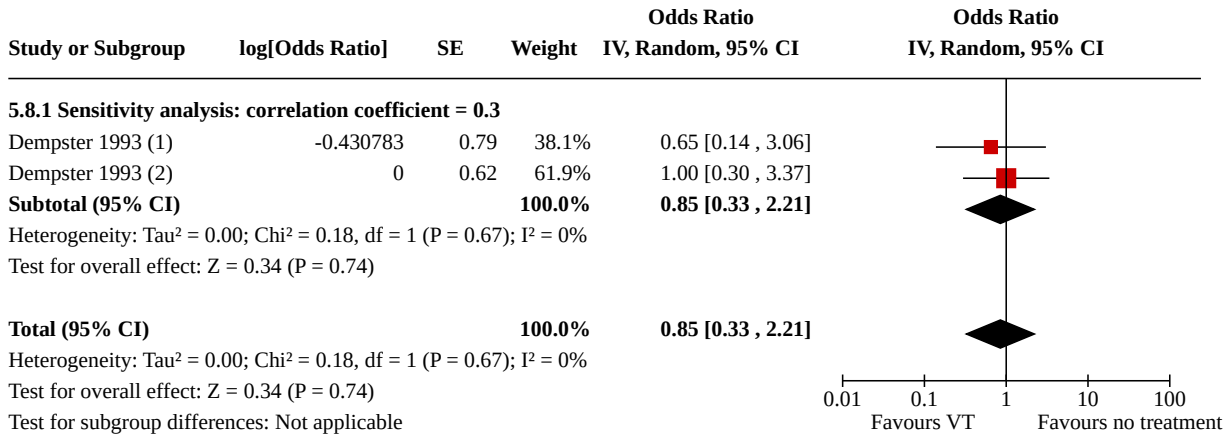 Odds Ratio Odds Ratio
Study or Subgroup log[Odds Ratio] SE Weight IV, Random, 95% CI IV, Random, 95% CI
5.8.1 Sensitivity analysis: correlation coefficient = 0.3
Dempster 1993 (1) -0.430783 0.79 38.1% 0.65 [0.14 , 3.06]
Dempster 1993 (2) 0 0.62 61.9% 1.00 [0.30 , 3.37]
Subtotal (95% CI) 100.0% 0.85 [0.33 , 2.21]
Heterogeneity: Tau² = 0.00; Chi² = 0.18, df = 1 (P = 0.67); I² = 0%
Test for overall effect: Z = 0.34 (P = 0.74)
Total (95% CI) 100.0% 0.85 [0.33 , 2.21]
Heterogeneity: Tau² = 0.00; Chi² = 0.18, df = 1 (P = 0.67); I² = 0%
Test for overall effect: Z = 0.34 (P = 0.74)
0.01 0.1 1 10 100
Test for subgroup differences: Not applicable Favours VT Favours no treatment